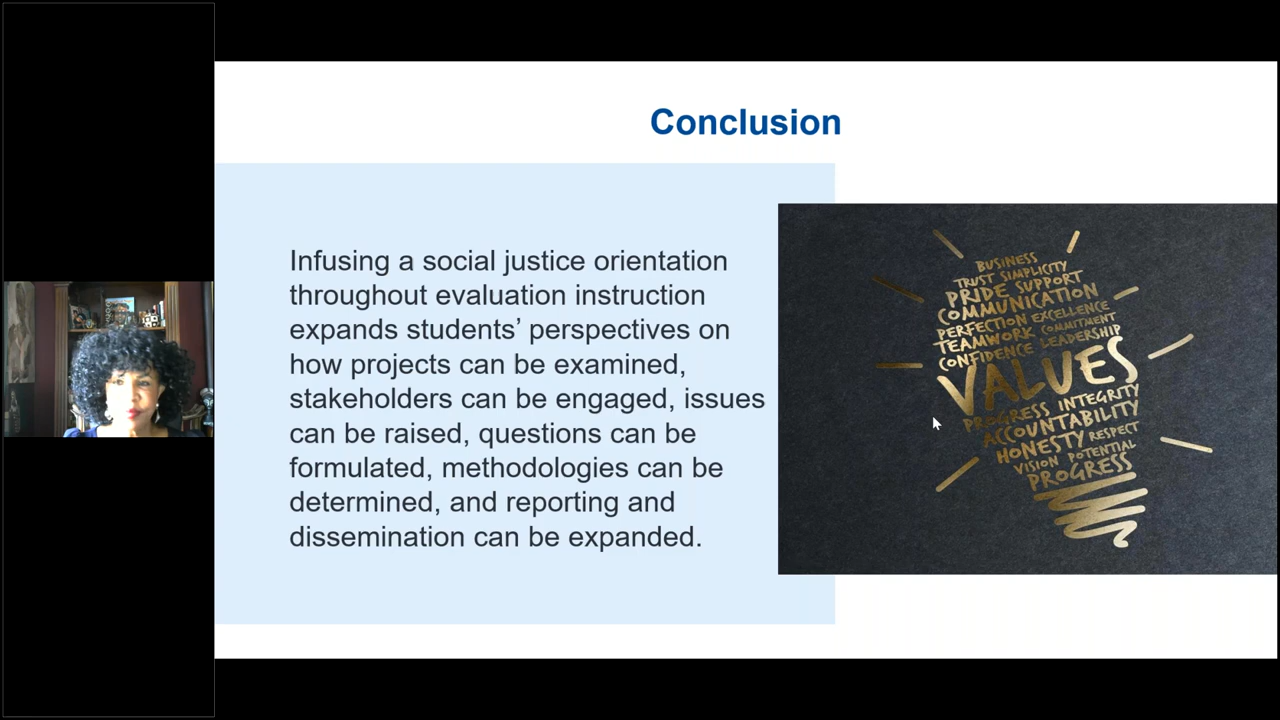 Conclusion
Infusing a social justice orientation
throughout evaluation instruction
expands students’ perspectives on
how projects can be examined,
stakeholders can be engaged, issues
can be raised, questions can be
formulated, methodologies can be
determined, and reporting and
dissemination can be expanded.
BUSINESS
TRUST SIMPLICITY
PRIDE SUPPORT
COMMUNICATION
PERFECTION EXCELLENCE
TEAMWORK COMMITMENT
CONFIDENCE LEADERSHIP
VALUES
PROGRESS INTEGRITY
ACCOUNTABILITY
HONESTY RESPECT
VISION POTENTIAL
PROGRESS